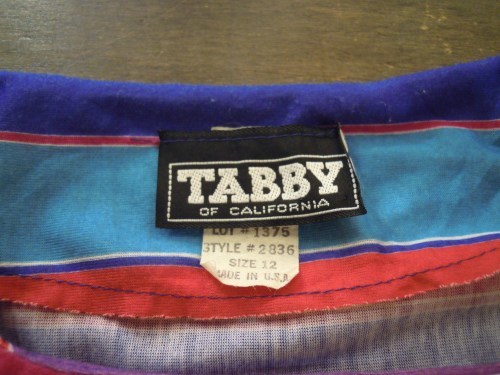 TABBY
OF CALIFORNIA
LOT #1375
STYLE #2836
SIZE 12
MADE IN U.S.A